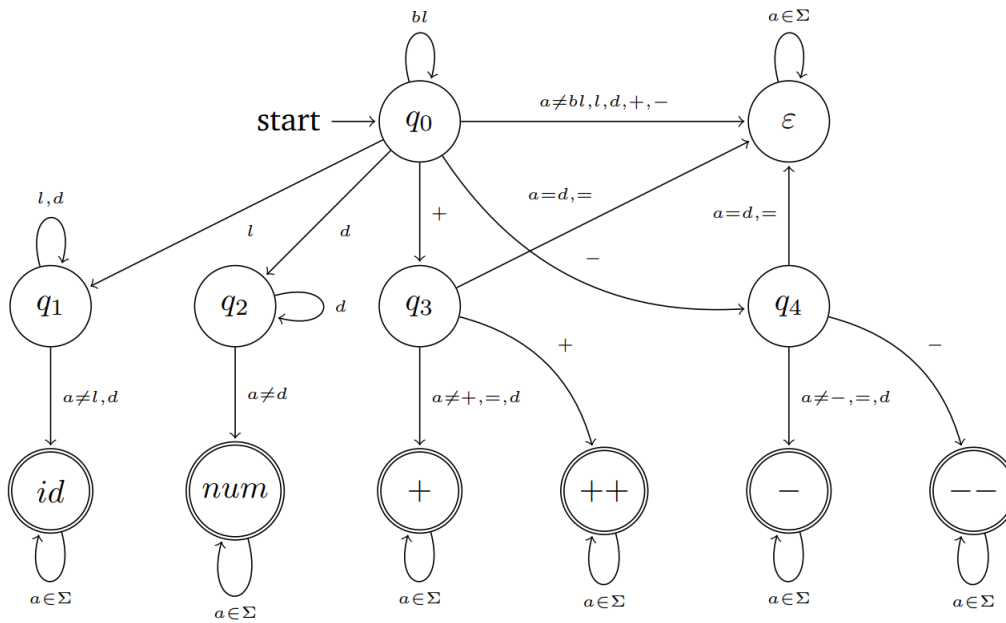 bl
a∈Σ
start
q₀
a≠bl,l,d,+,−
ε
l,d
l
d
+
a=d,=
−
a=d,=
q₁
q₂
d
q₃
q₄
a≠l,d
a≠d
a≠+,=,d
+
a≠−,=,d
−
id
num
+
++
−
−−
a∈Σ
a∈Σ
a∈Σ
a∈Σ
a∈Σ
a∈Σ